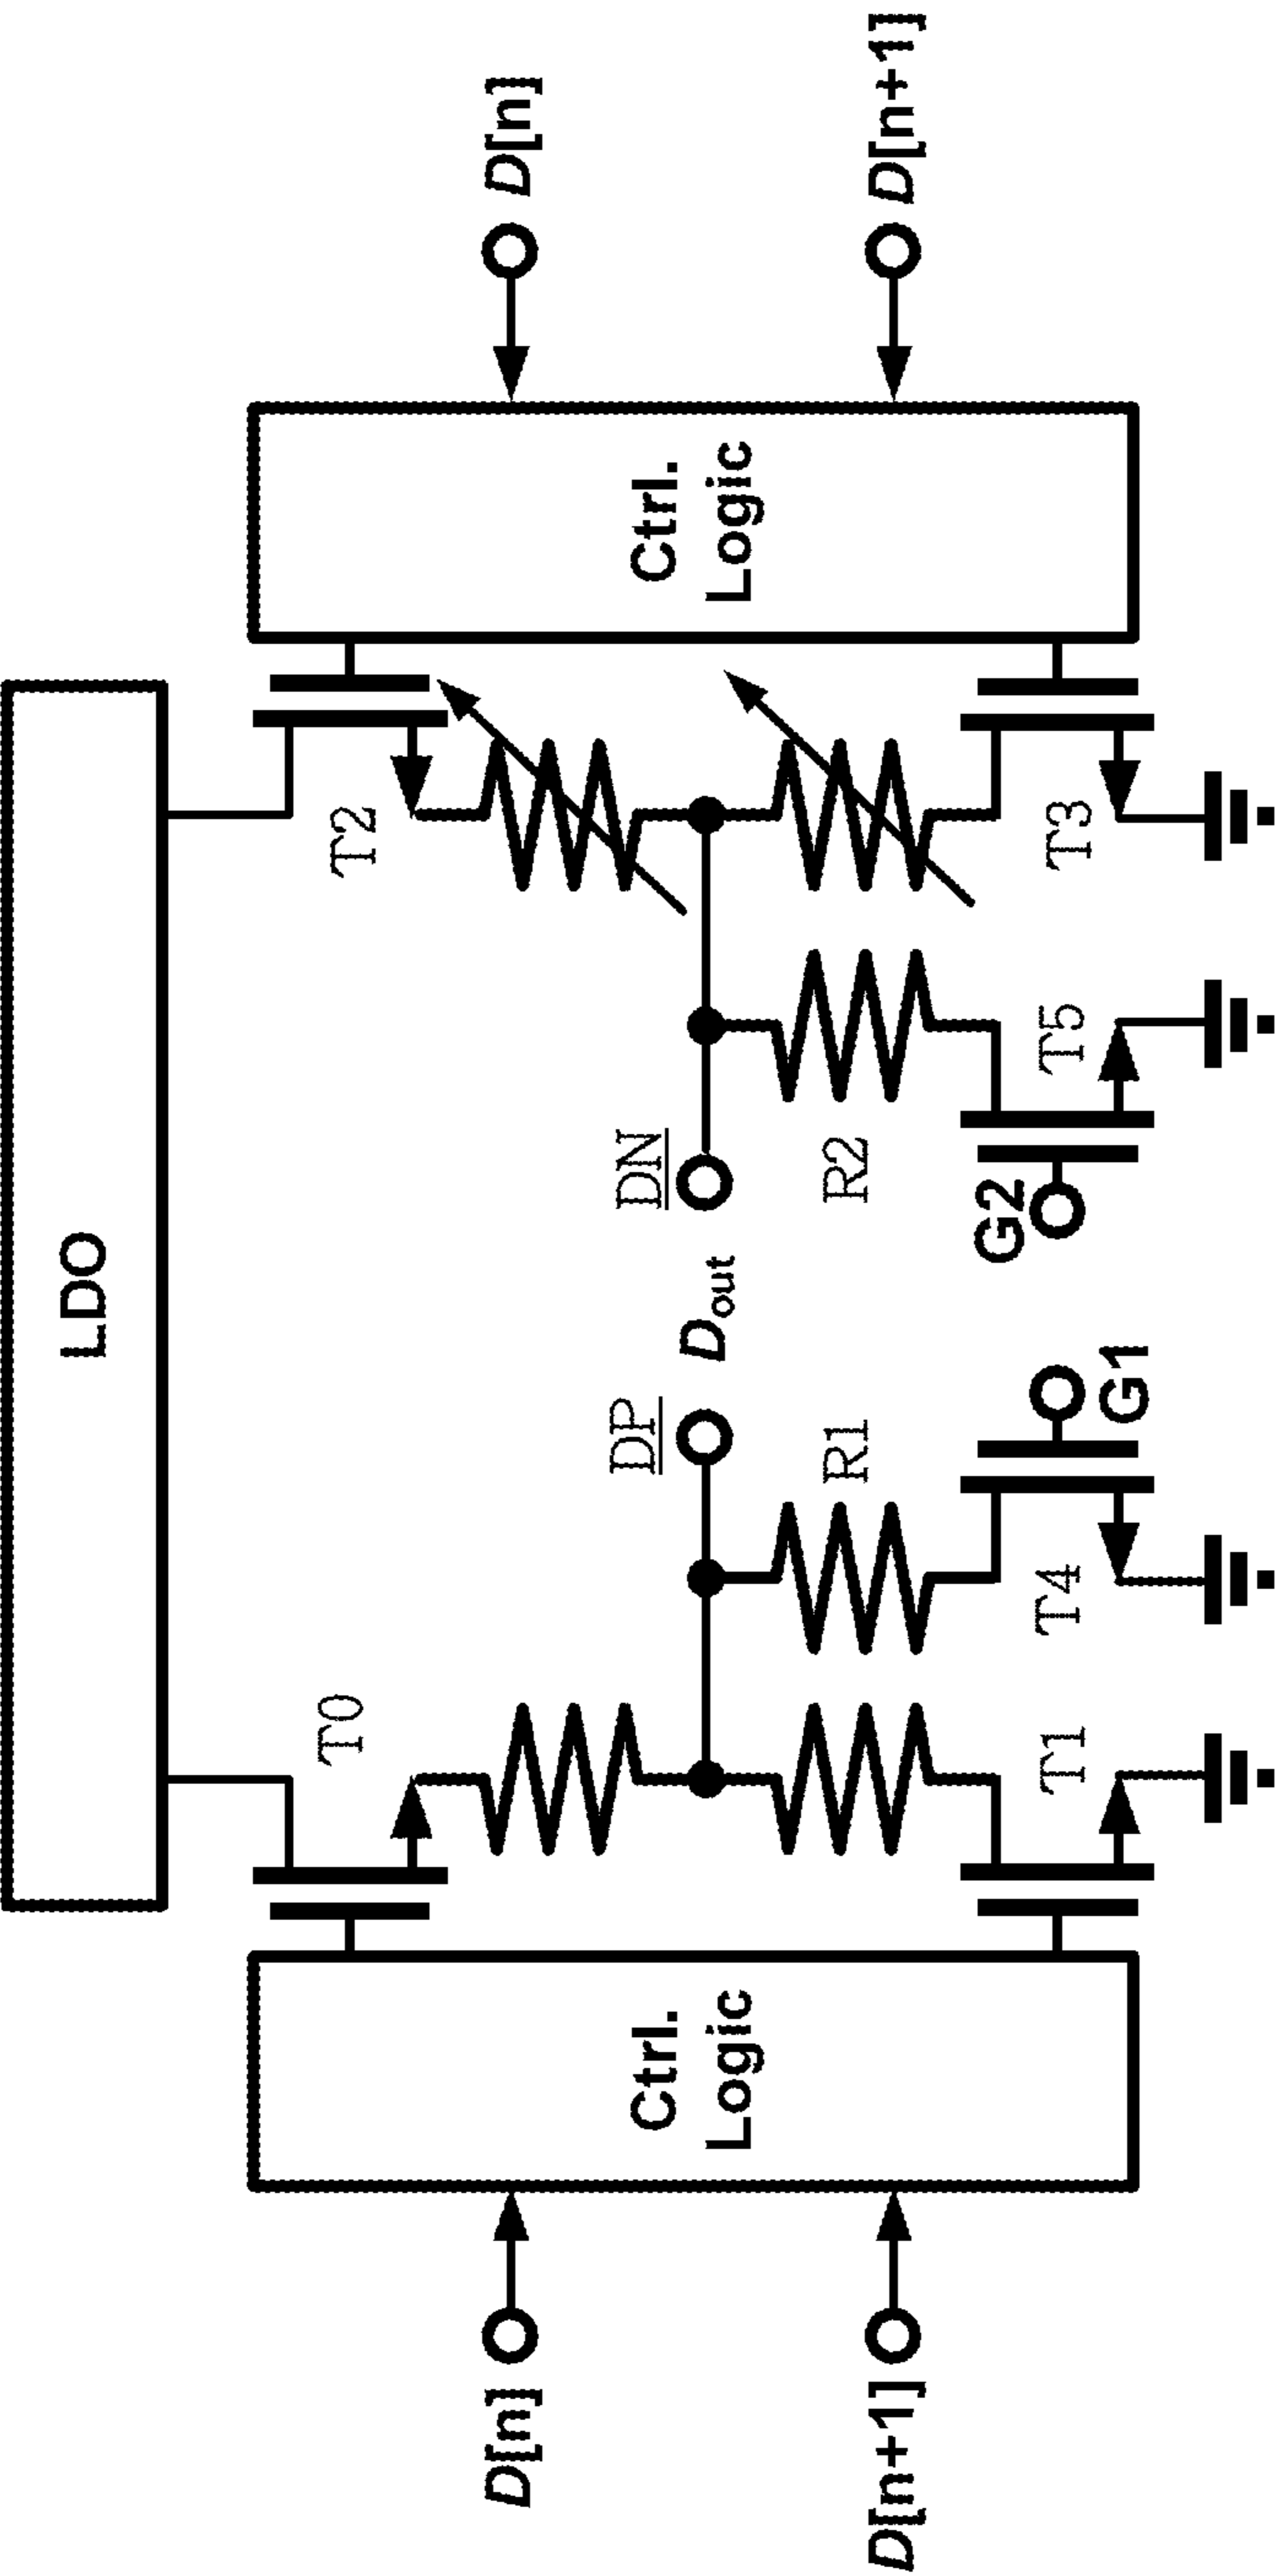 LDO
T0
T2
D[n]
D[n]
Ctrl.
Logic
Ctrl.
Logic
DP
DN
Dout
D[n+1]
D[n+1]
R1
R2
T1
T4
G1
G2
T5
T3